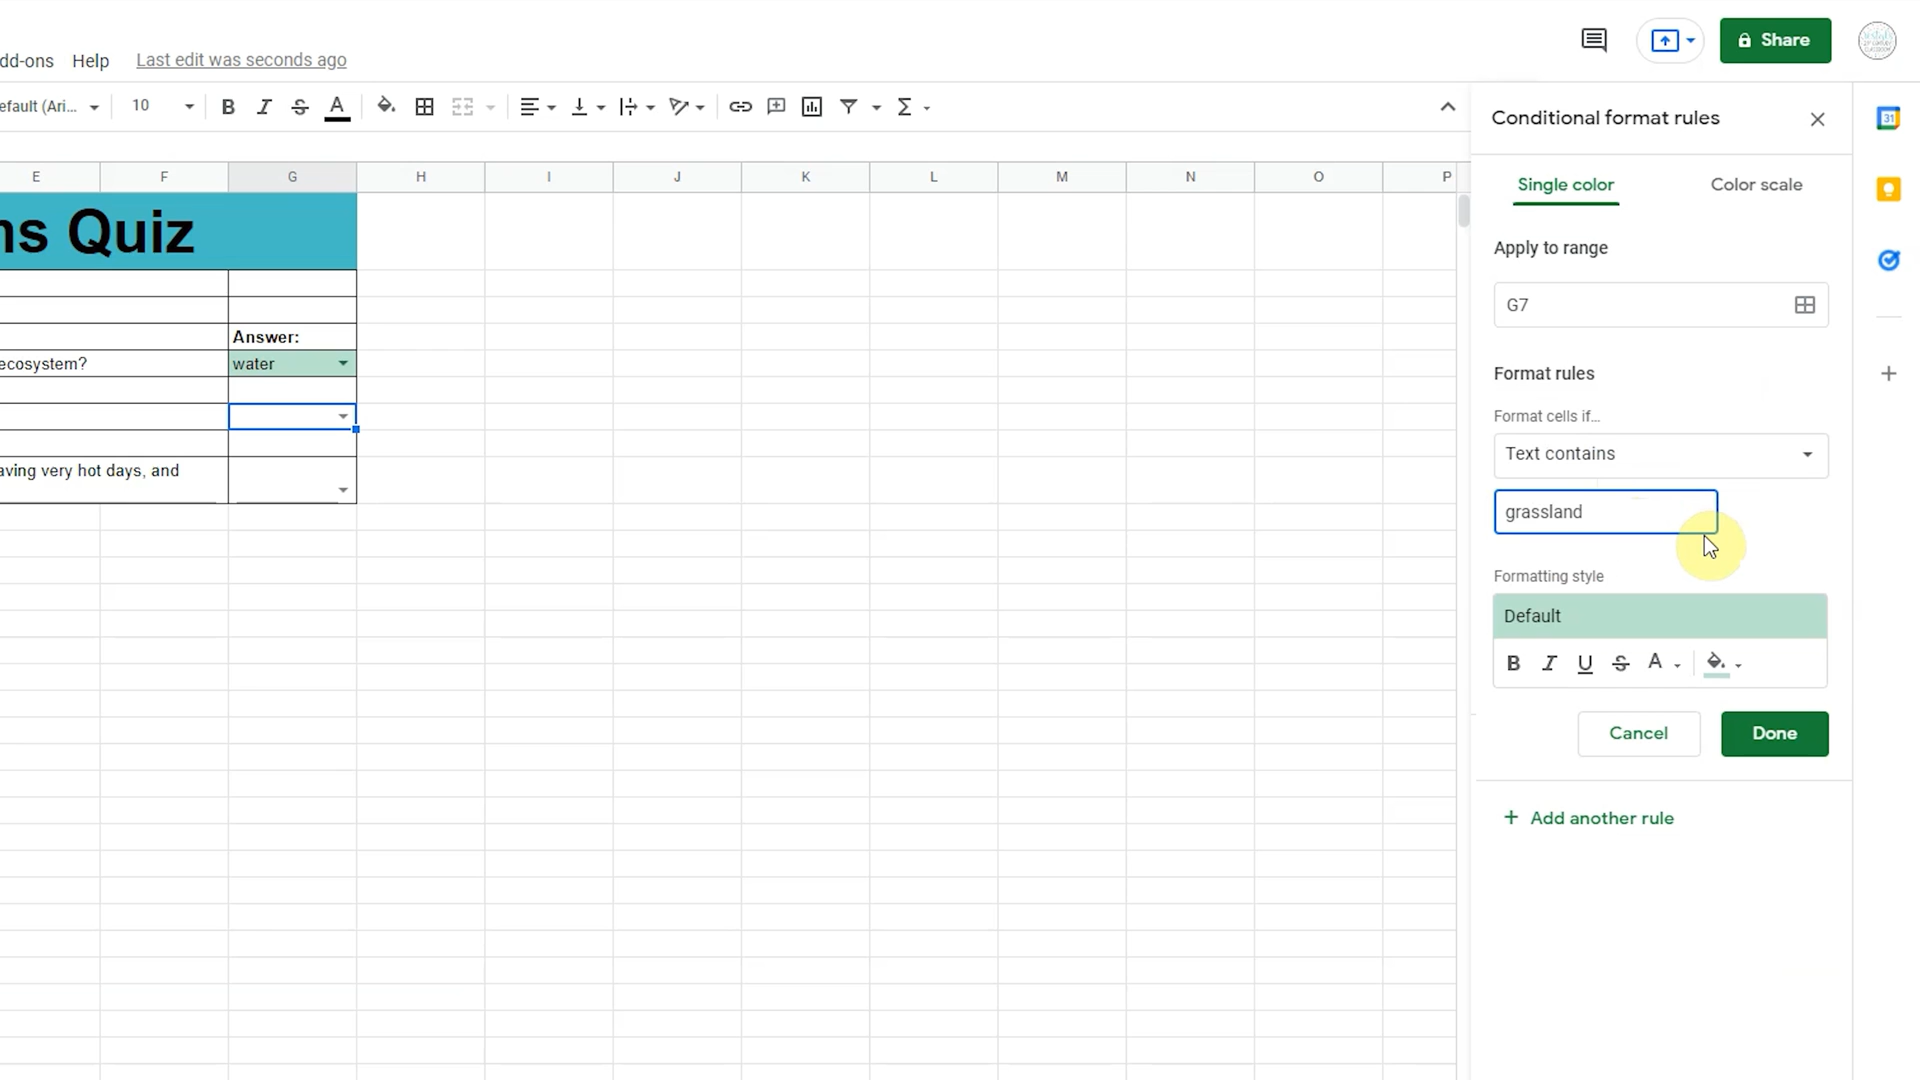 dd-ons Help Last edit was seconds ago Share
efault (Ari... 10 B I S A Σ
Conditional format rules
31
E F G H I J K L M N O P
Single color Color scale
ns Quiz
Apply to range
G7
Answer:
ecosystem? water
Format rules
Format cells if...
Text contains
aving very hot days, and
grassland
Formatting style
Default
B I U S A
Cancel Done
+ Add another rule